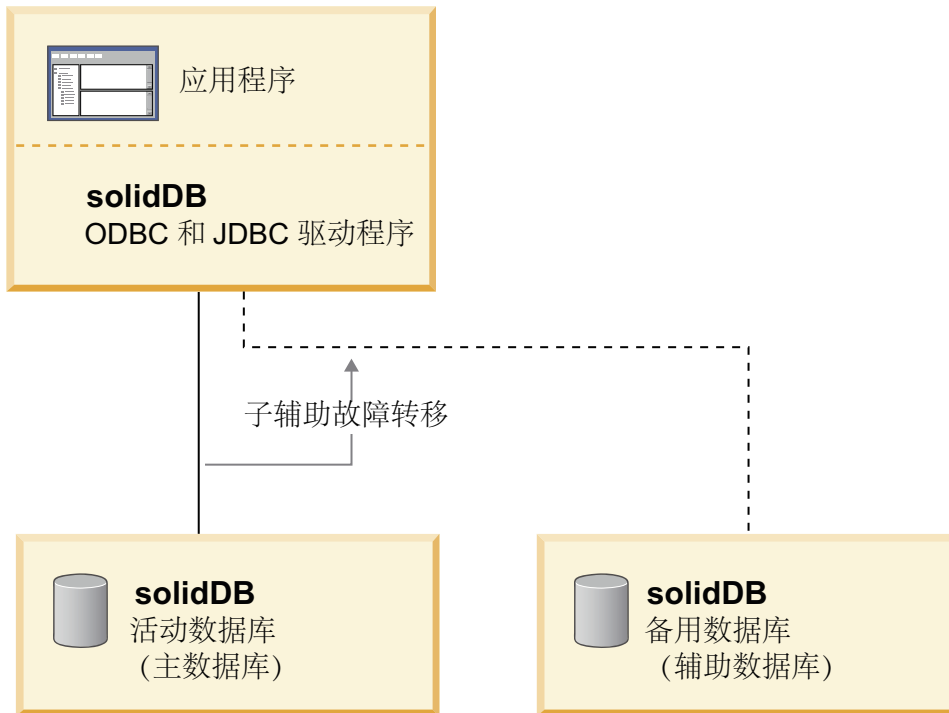 应用程序
solidDB
ODBC 和 JDBC 驱动程序
子辅助故障转移
solidDB
活动数据库
(主数据库)
solidDB
备用数据库
(辅助数据库)